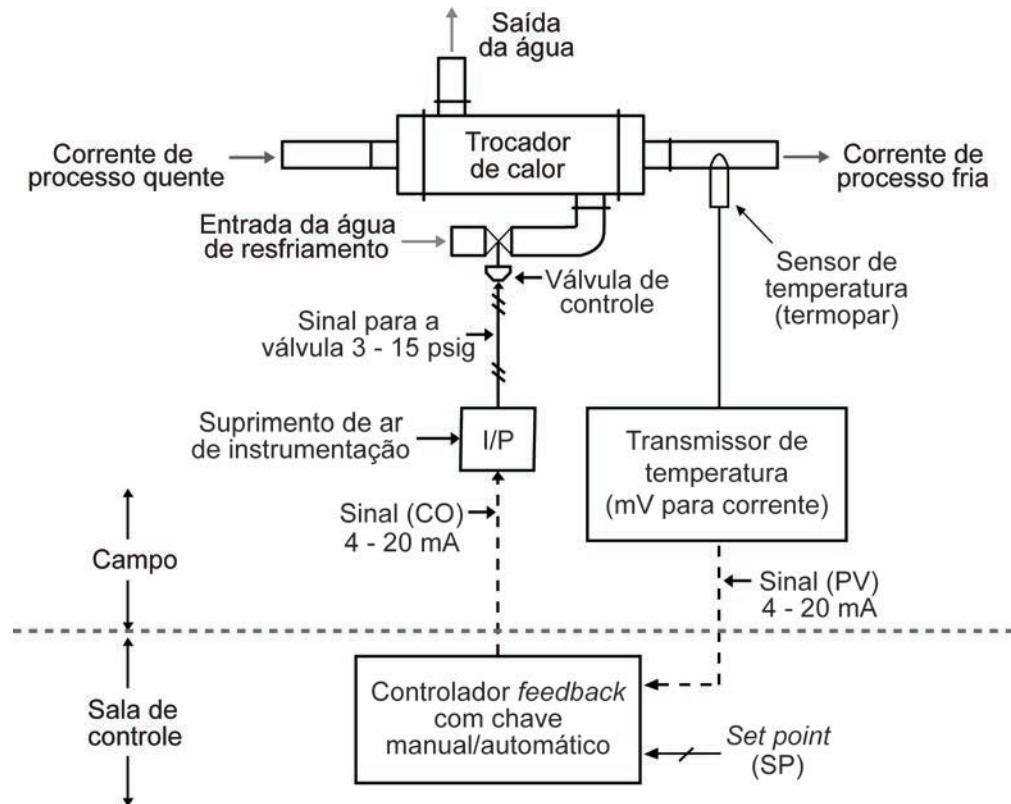 Saída
da água
Trocador
de calor
Corrente de
processo quente
Corrente de
processo fria
Entrada da água
de resfriamento
Válvula de
controle
Sensor de
temperatura
(termopar)
Sinal para a
válvula 3 - 15 psig
Suprimento de ar
de instrumentação
I/P
Transmissor de
temperatura
(mV para corrente)
Sinal (CO)
4 - 20 mA
Campo
Sinal (PV)
4 - 20 mA
Sala de
controle
Controlador feedback
com chave
manual/automático
Set point
(SP)